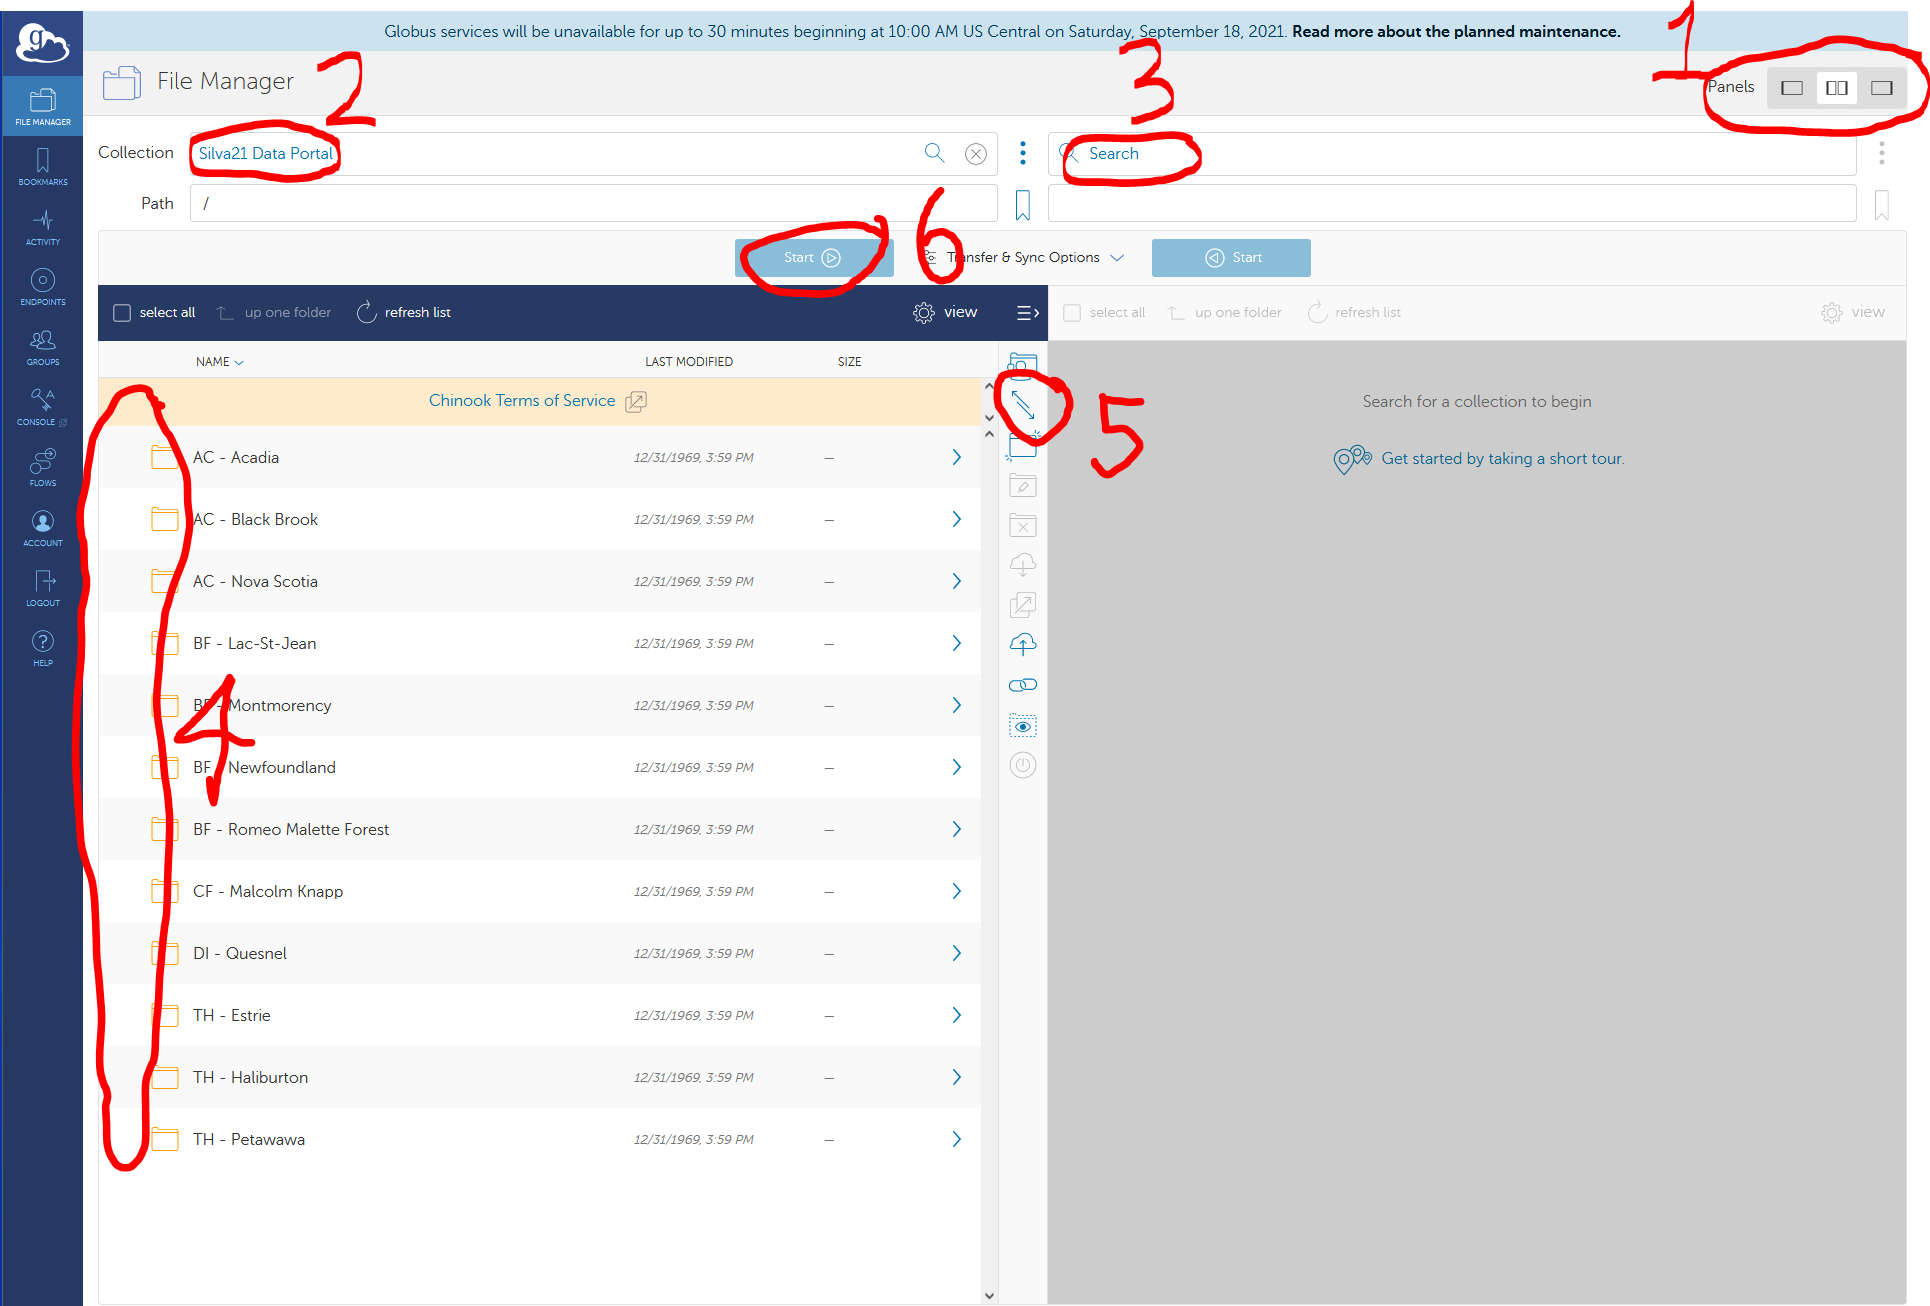 Globus services will be unavailable for up to 30 minutes beginning at 10:00 AM US Central on Saturday, September 18, 2021. Read more about the planned maintenance.
1
g
File Manager
2
3
Panels
FILE MANAGER
Collection
Silva21 Data Portal
Search
BOOKMARKS
Path
/
6
ACTIVITY
Start
Transfer & Sync Options
Start
ENDPOINTS
select all
up one folder
refresh list
view
select all
up one folder
refresh list
view
GROUPS
NAME
LAST MODIFIED
SIZE
CONSOLE
Chinook Terms of Service
5
Search for a collection to begin
AC - Acadia
12/31/1969, 3:59 PM
–
Get started by taking a short tour.
FLOWS
AC - Black Brook
12/31/1969, 3:59 PM
–
ACCOUNT
AC - Nova Scotia
12/31/1969, 3:59 PM
–
LOGOUT
BF - Lac-St-Jean
12/31/1969, 3:59 PM
–
?
HELP
4
BF - Montmorency
12/31/1969, 3:59 PM
–
BF - Newfoundland
12/31/1969, 3:59 PM
–
BF - Romeo Malette Forest
12/31/1969, 3:59 PM
–
CF - Malcolm Knapp
12/31/1969, 3:59 PM
–
DI - Quesnel
12/31/1969, 3:59 PM
–
TH - Estrie
12/31/1969, 3:59 PM
–
TH - Haliburton
12/31/1969, 3:59 PM
–
TH - Petawawa
12/31/1969, 3:59 PM
–